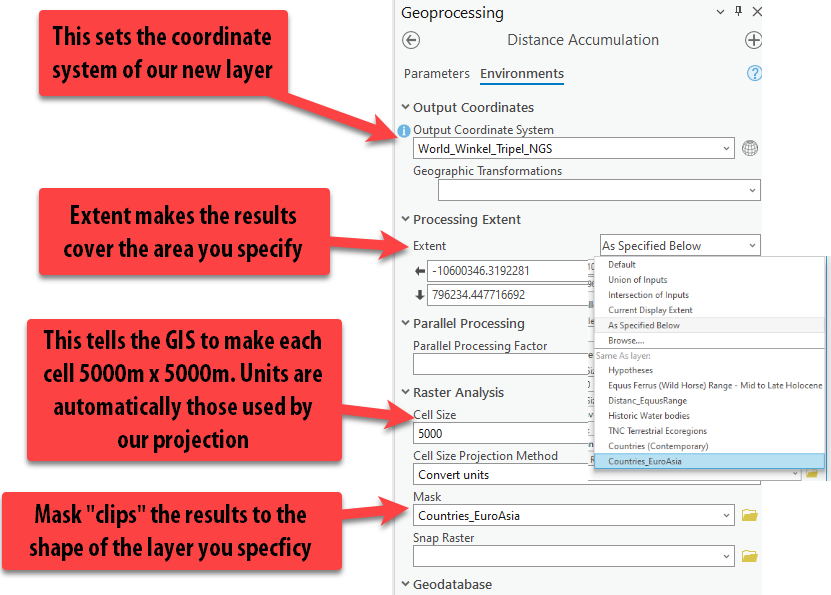 Geoprocessing
Distance Accumulation
Parameters Environments
This sets the coordinate
system of our new layer
Output Coordinates
Output Coordinate System
World_Winkel_Tripel_NGS
Geographic Transformations
Extent makes the results
cover the area you specify
Processing Extent
Extent
As Specified Below
-10600346.3192281
796234.447716692
Default
Union of Inputs
Intersection of Inputs
Current Display Extent
As Specified Below
Browse....
Same As layer:
Hypotheses
Equus Ferrus (Wild Horse) Range - Mid to Late Holocene
Distanc_EquusRange
Historic Water bodies
TNC Terrestrial Ecoregions
Countries (Contemporary)
Countries_EuroAsia
This tells the GIS to make each
cell 5000m x 5000m. Units are
automatically those used by
our projection
Parallel Processing
Parallel Processing Factor
Raster Analysis
Cell Size
5000
Cell Size Projection Method
Convert units
Mask "clips" the results to the
shape of the layer you specficy
Mask
Countries_EuroAsia
Snap Raster
Geodatabase